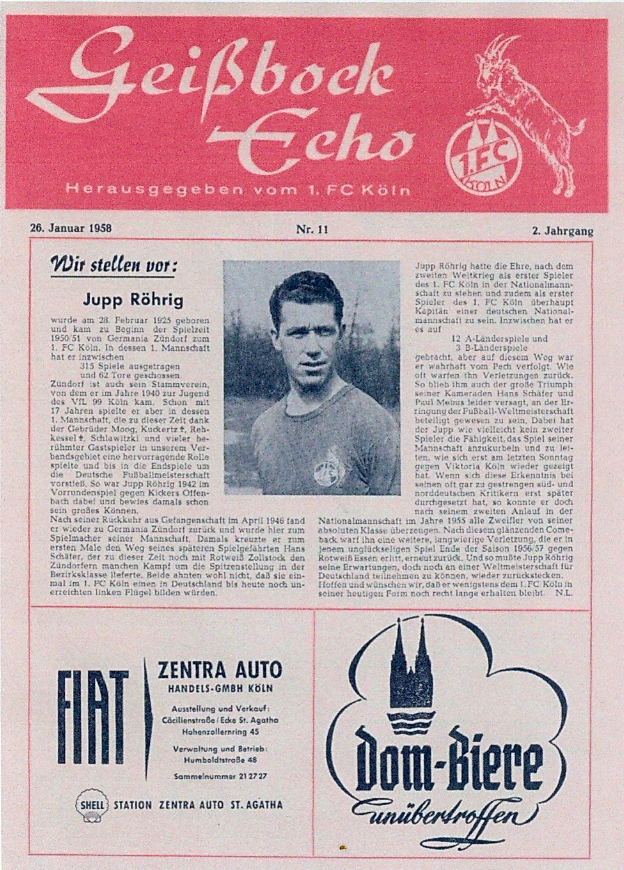 Geißbock
Echo
Herausgegeben vom 1. FC Köln
1.FC
KÖLN
26. Januar 1958 Nr. 11 2. Jahrgang
Wir stellen vor:
Jupp Röhrig
wurde am 28. Februar 1925 geboren
und kam zu Beginn der Spielzeit
1950/51 von Germania Zündorf zum
1. FC Köln. In dessen 1. Mannschaft
hat er inzwischen
315 Spiele ausgetragen
und 62 Tore geschossen.
Zündorf ist auch sein Stammverein,
von dem er im Jahre 1940 zur Jugend
des VfL 99 Köln kam. Schon mit
17 Jahren spielte er aber in dessen
1. Mannschaft, die zu dieser Zeit dank
der Gebrüder Moog, Kuckertz †, Reh-
kessel †, Schlawitzki und vieler be-
rühmter Gastspieler in unserem Ver-
bandsgebiet eine hervorragende Rolle
spielte und bis in die Endspiele um
die Deutsche Fußballmeisterschaft
vorstieß. So war Jupp Röhrig 1942 im
Vorrundenspiel gegen Kickers Offen-
bach dabei und bewies damals schon
sein großes Können.
Nach seiner Rückkehr aus Gefangenschaft im April 1946 fand
er wieder zu Germania Zündorf zurück und wurde hier zum
Spielmacher seiner Mannschaft. Damals kreuzte er zum
ersten Male den Weg seines späteren Spielgefährten Hans
Schäfer, der zu dieser Zeit noch mit Rotweiß Zollstock den
Zündorfern manchen Kampf um die Spitzenstellung in der
Bezirksklasse lieferte. Beide ahnten wohl nicht, daß sie ein-
mal im 1. FC Köln einen in Deutschland bis heute noch un-
erreichten linken Flügel bilden würden.
Jupp Röhrig hatte die Ehre, nach dem
zweiten Weltkrieg als erster Spieler
des 1. FC Köln in der Nationalmann-
schaft zu stehen und zudem als erster
Spieler des 1. FC Köln überhaupt
Kapitän einer deutschen National-
mannschaft zu sein. Inzwischen hat er
es auf
12 A-Länderspiele und
3 B-Länderspiele
gebracht, aber auf diesem Weg war
er wahrhaft vom Pech verfolgt. Wie
oft warfen ihn Verletzungen zurück.
So blieb ihm auch der große Triumph
seiner Kameraden Hans Schäfer und
Paul Mebus leider versagt, an der Er-
ringung der Fußball-Weltmeisterschaft
beteiligt gewesen zu sein. Dabei hat
der Jupp wie vielleicht kein zweiter
Spieler die Fähigkeit, das Spiel seiner
Mannschaft anzukurbeln und zu lei-
ten, wie sich erst am letzten Sonntag
gegen Viktoria Köln wieder gezeigt
hat. Wenn sich diese Erkenntnis bei
seinen oft gar zu gestrengen süd- und
norddeutschen Kritikern erst später
durchgesetzt hat, so konnte er doch
nach seinem zweiten Anlauf in der
Nationalmannschaft im Jahre 1955 alle Zweifler von seiner
absoluten Klasse überzeugen. Nach diesem glänzenden Come-
back warf ihn eine weitere, langwierige Verletzung, die er in
jenem unglückseligen Spiel Ende der Saison 1956/57 gegen
Rotweiß Essen erlitt, erneut zurück. Und so mußte Jupp Röhrig
seine Erwartungen, doch noch an einer Weltmeisterschaft für
Deutschland teilnehmen zu können, wieder zurückstecken.
Hoffen und wünschen wir, daß er wenigstens dem 1. FC Köln in
seiner heutigen Form noch recht lange erhalten bleibt. N.L.
FIAT
ZENTRA AUTO
HANDELS-GMBH KÖLN
Ausstellung und Verkauf:
Cäcilienstraße / Ecke St. Agatha
Hohenzollernring 45
Verwaltung und Betrieb:
Humboldtstraße 48
Sammelnummer 21 27 27
SHELL STATION ZENTRA AUTO ST. AGATHA
Dom-Biere
unübertroffen